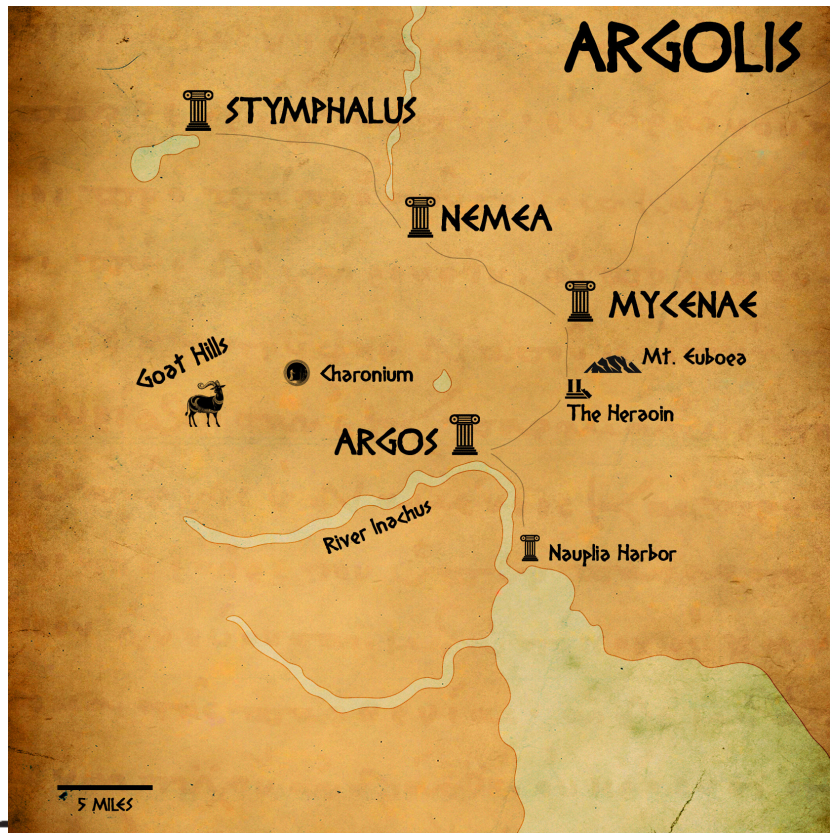 ARGOLIS
STYMPHALUS
NEMEA
MYCENAE
Mt. Euboea
Goat Hills
Charonium
The Heraoin
ARGOS
River Inachus
Nauplia Harbor
5 MILES